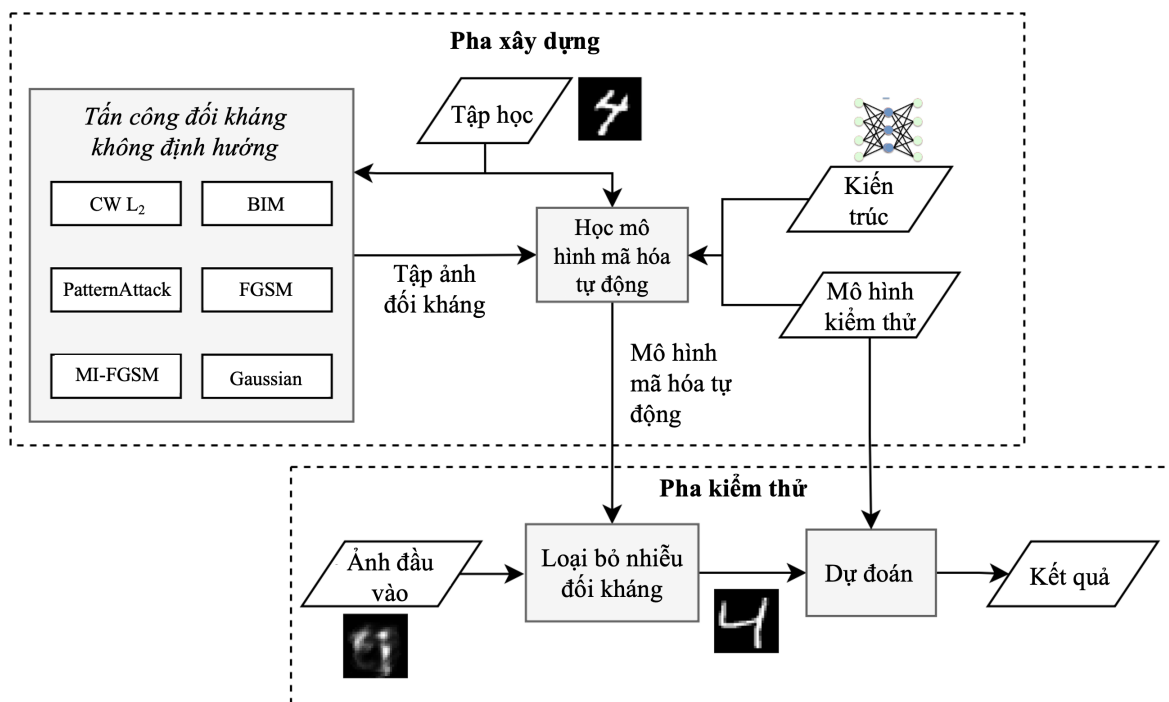 Pha xây dựng
Tấn công đối kháng
không định hướng
CW L₂
BIM
PatternAttack
FGSM
MI-FGSM
Gaussian
Tập học
Tập ảnh
đối kháng
Học mô
hình mã hóa
tự động
Kiến
trúc
Mô hình
kiểm thử
Mô hình
mã hóa tự
động
Pha kiểm thử
Ảnh đầu
vào
Loại bỏ nhiễu
đối kháng
Dự đoán
Kết quả